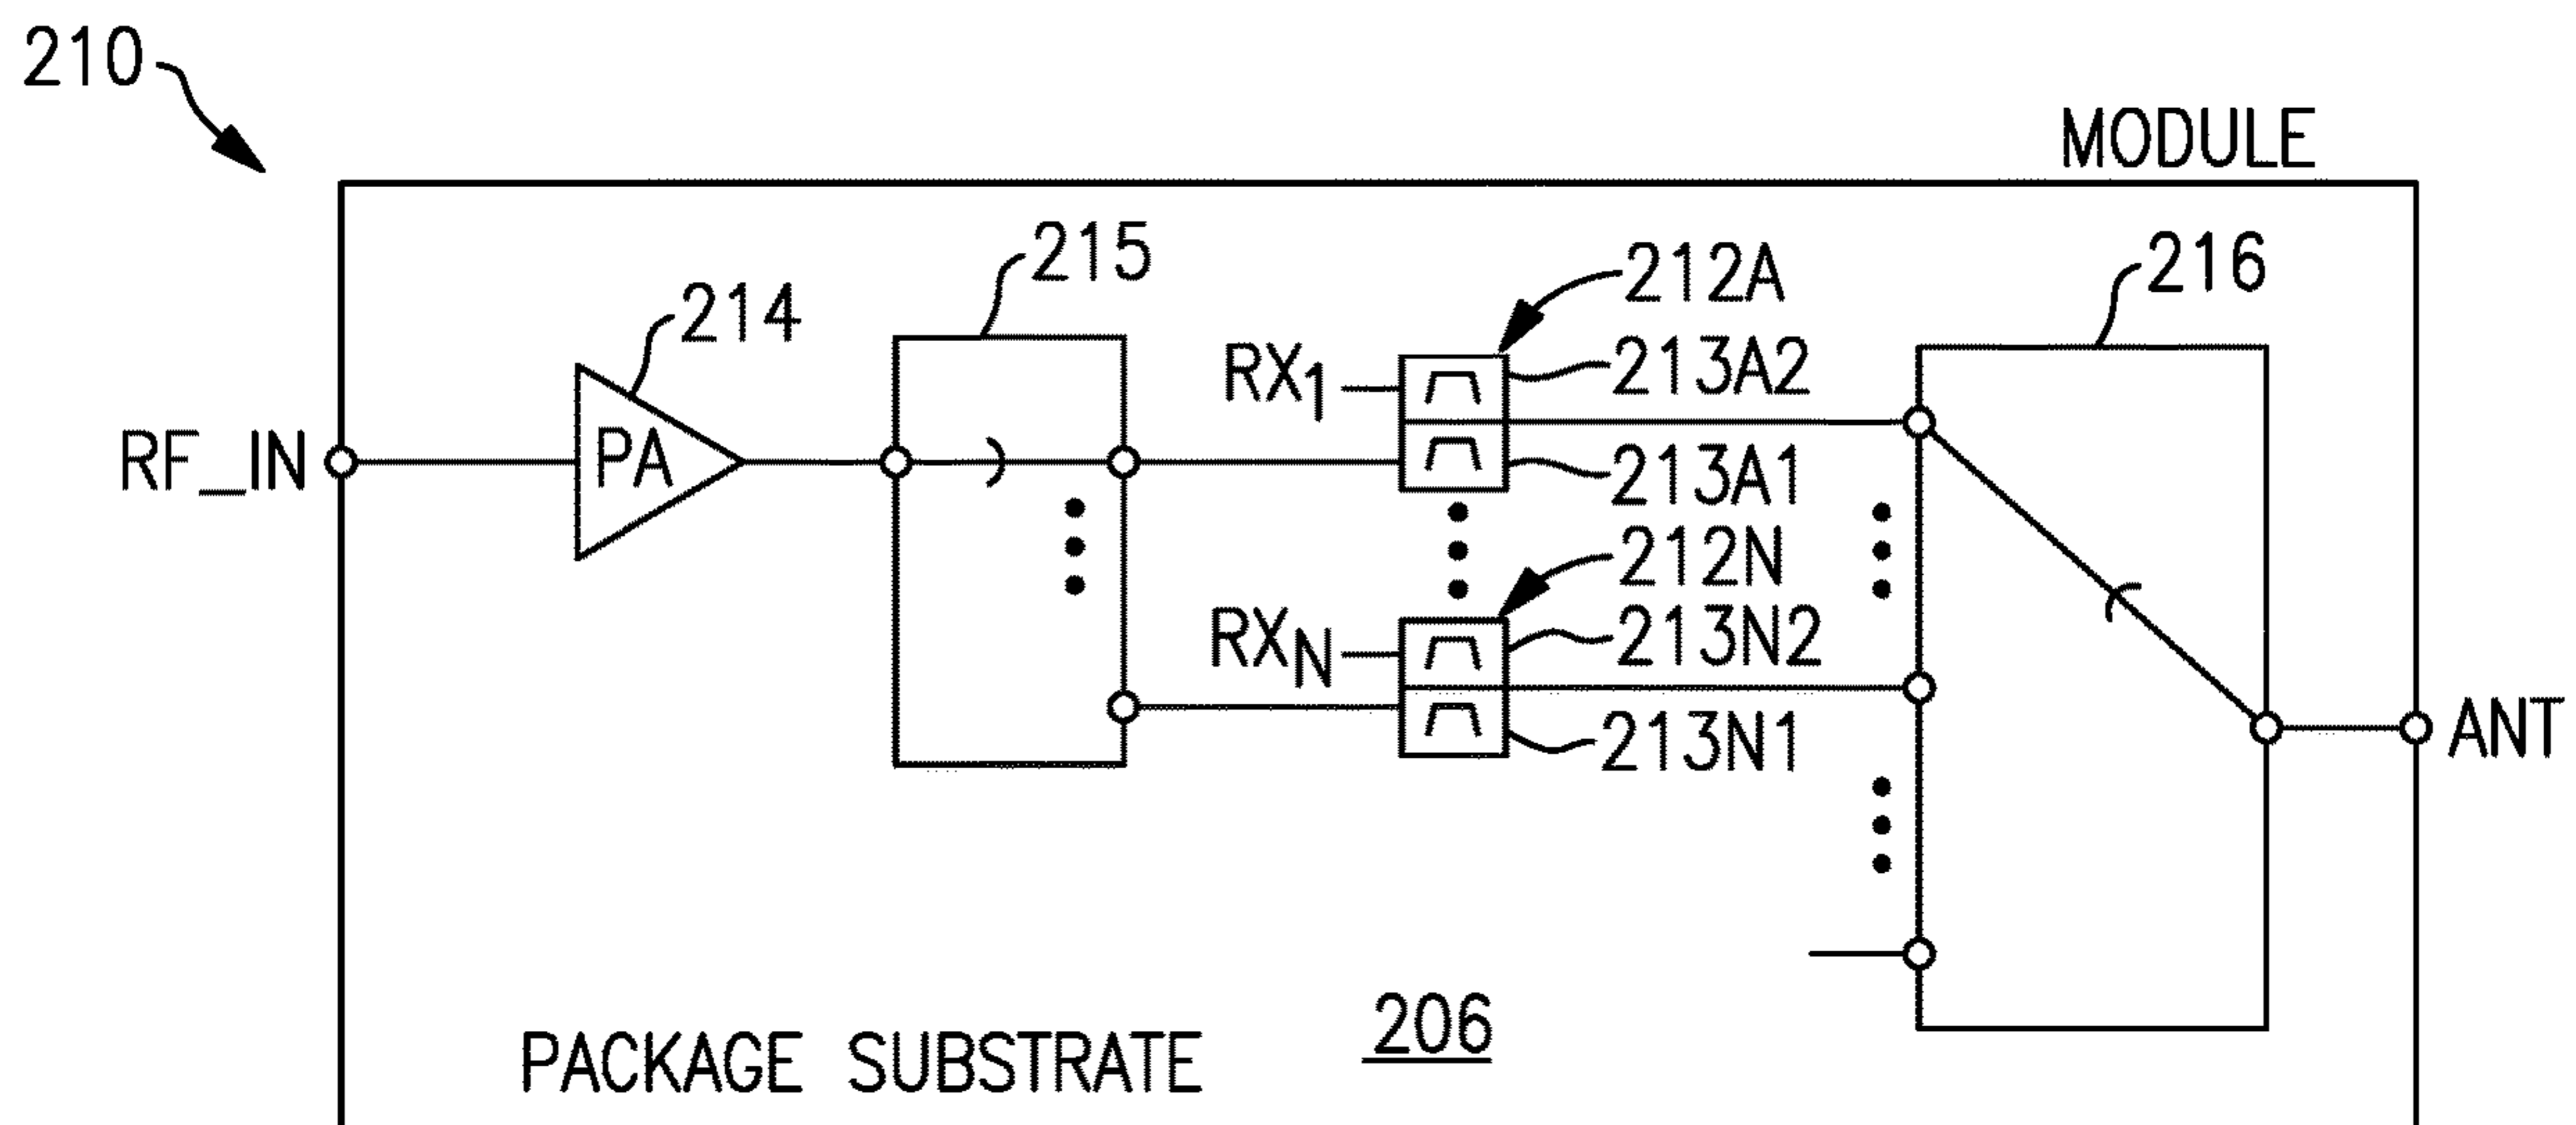 210
MODULE
215
212A
216
214
RX1
213A2
RF_IN
PA
213A1
212N
RXN
213N2
213N1
ANT
206
PACKAGE SUBSTRATE